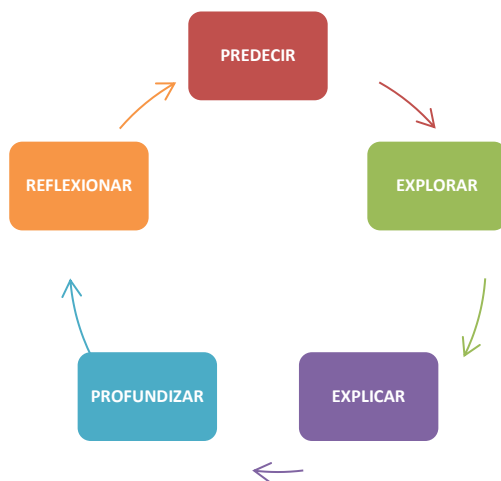 PREDECIR
EXPLORAR
EXPLICAR
PROFUNDIZAR
REFLEXIONAR